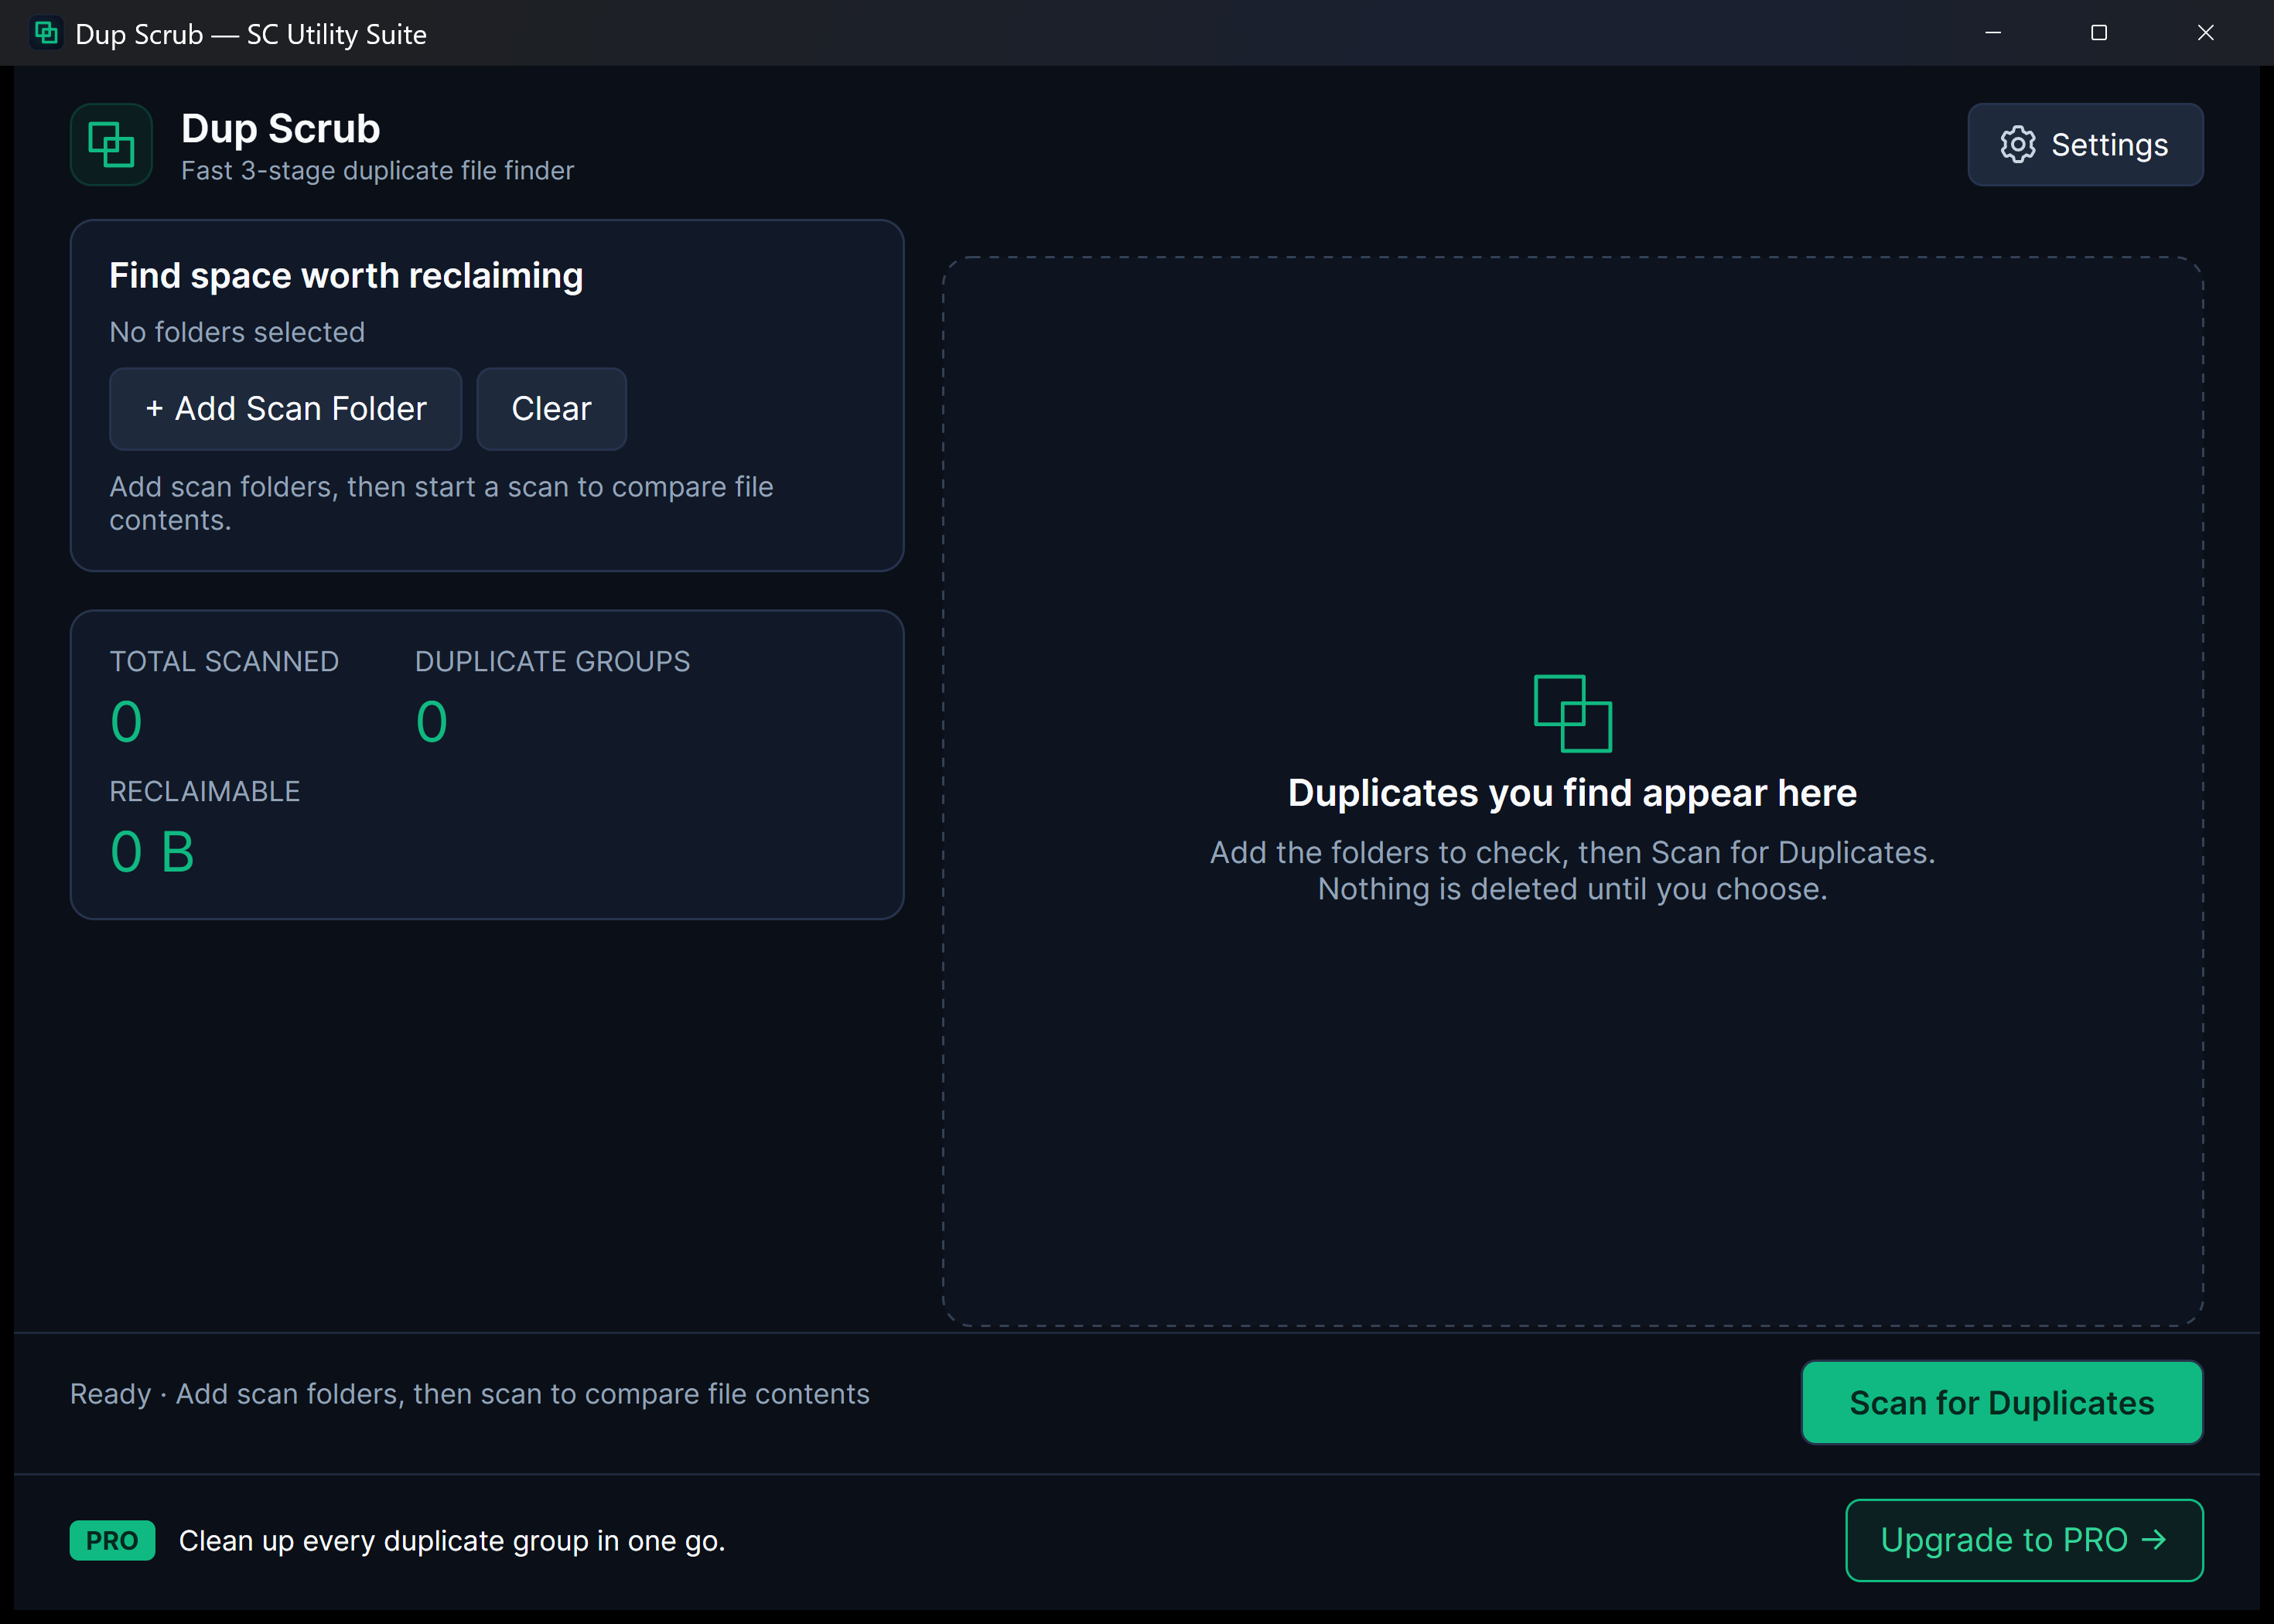 Dup Scrub — SC Utility Suite
Dup Scrub
Fast 3-stage duplicate file finder
Settings
Find space worth reclaiming
No folders selected
+ Add Scan Folder
Clear
Add scan folders, then start a scan to compare file
contents.
TOTAL SCANNED
0
DUPLICATE GROUPS
0
RECLAIMABLE
0 B
Duplicates you find appear here
Add the folders to check, then Scan for Duplicates.
Nothing is deleted until you choose.
Ready · Add scan folders, then scan to compare file contents
Scan for Duplicates
PRO
Clean up every duplicate group in one go.
Upgrade to PRO →